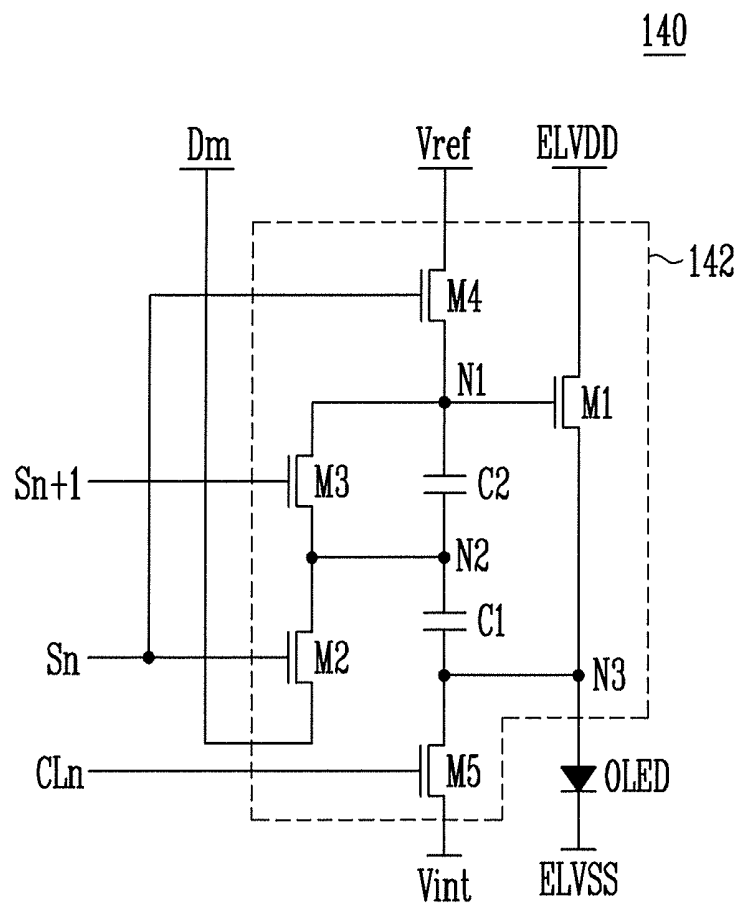 140
Dm
Vref
ELVDD
142
M4
N1
M1
Sn+1
M3
C2
N2
C1
Sn
M2
N3
CLn
M5
OLED
Vint
ELVSS